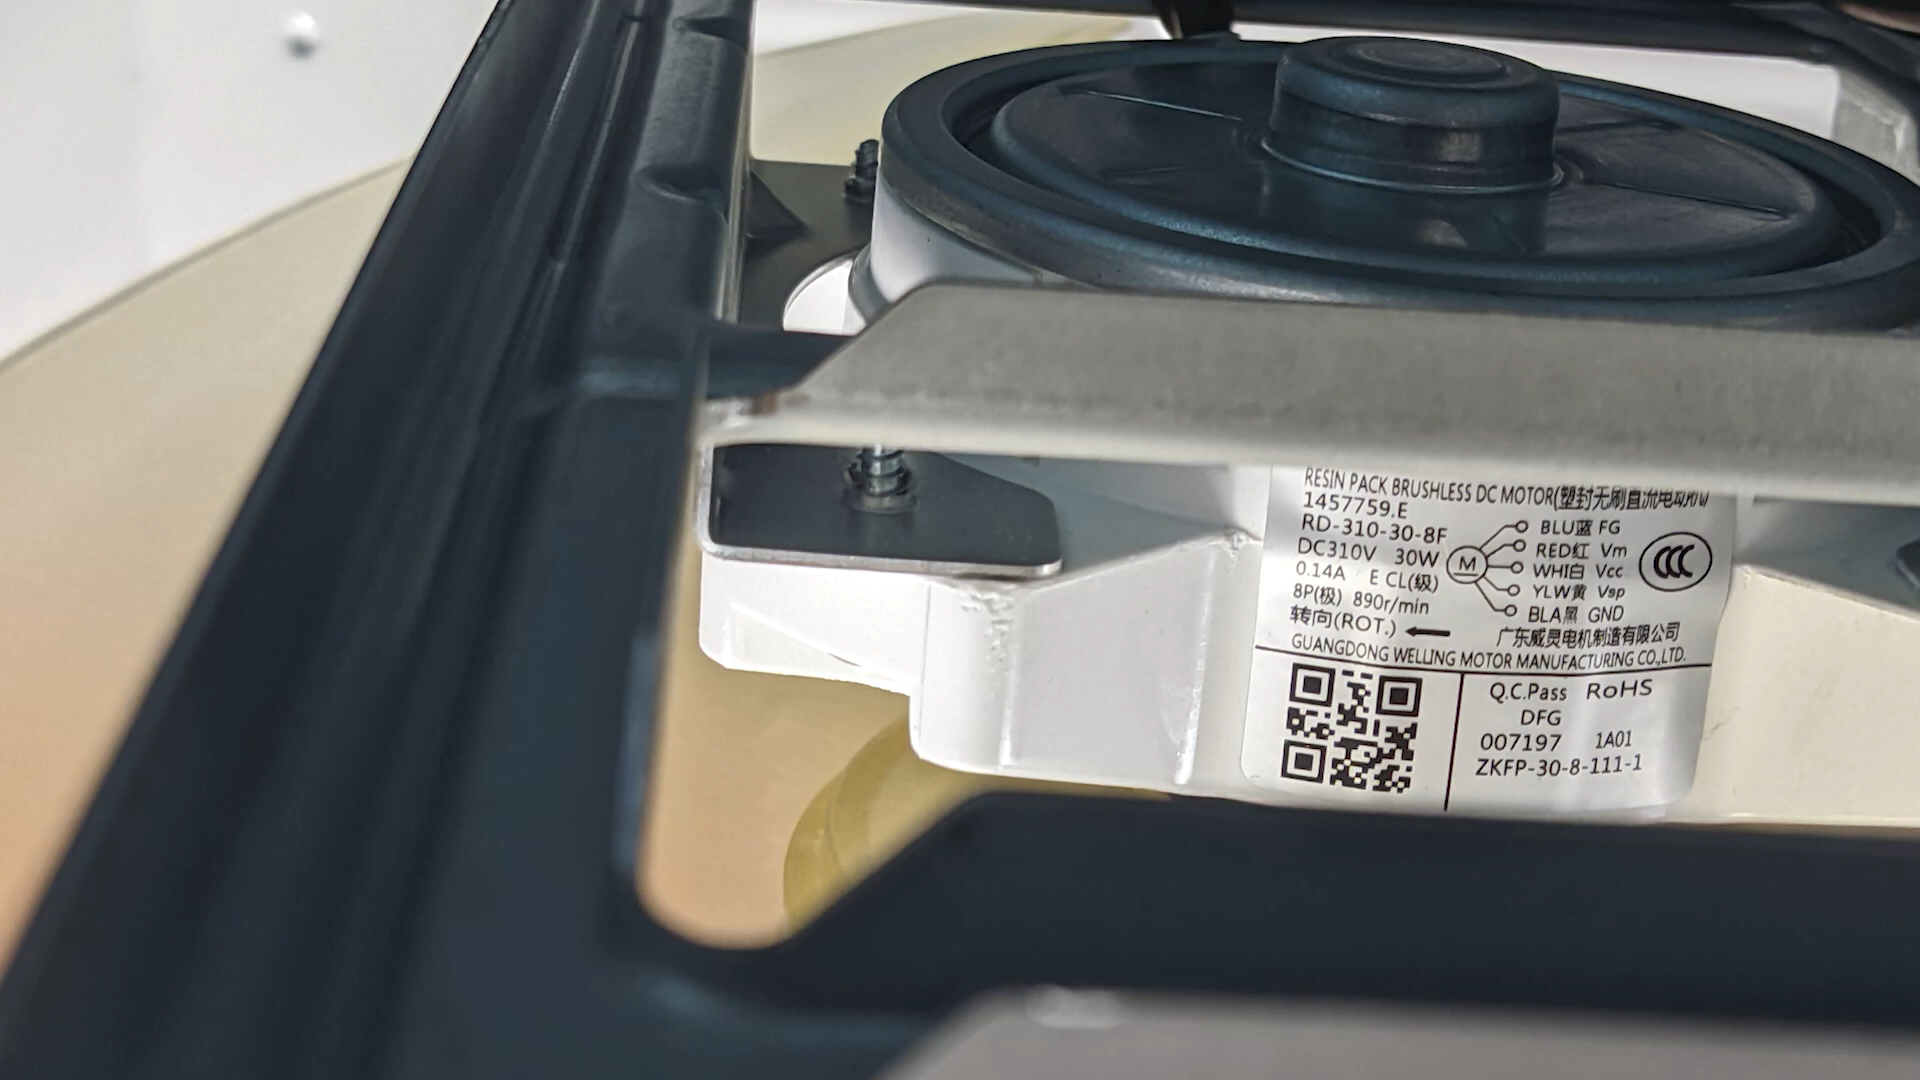 RESIN PACK BRUSHLESS DC MOTOR(塑封无刷直流电动机)
1457759.E
RD-310-30-8F
DC310V 30W
0.14A E CL(级)
8P(极) 890r/min
转向(ROT.)
M
BLU蓝 FG
RED红 Vm
WHI白 Vcc
YLW黄 Vsp
BLA黑 GND
CCC
广东威灵电机制造有限公司
GUANGDONG WELLING MOTOR MANUFACTURING CO.,LTD.
Q.C.Pass RoHS
DFG
007197 1A01
ZKFP-30-8-111-1